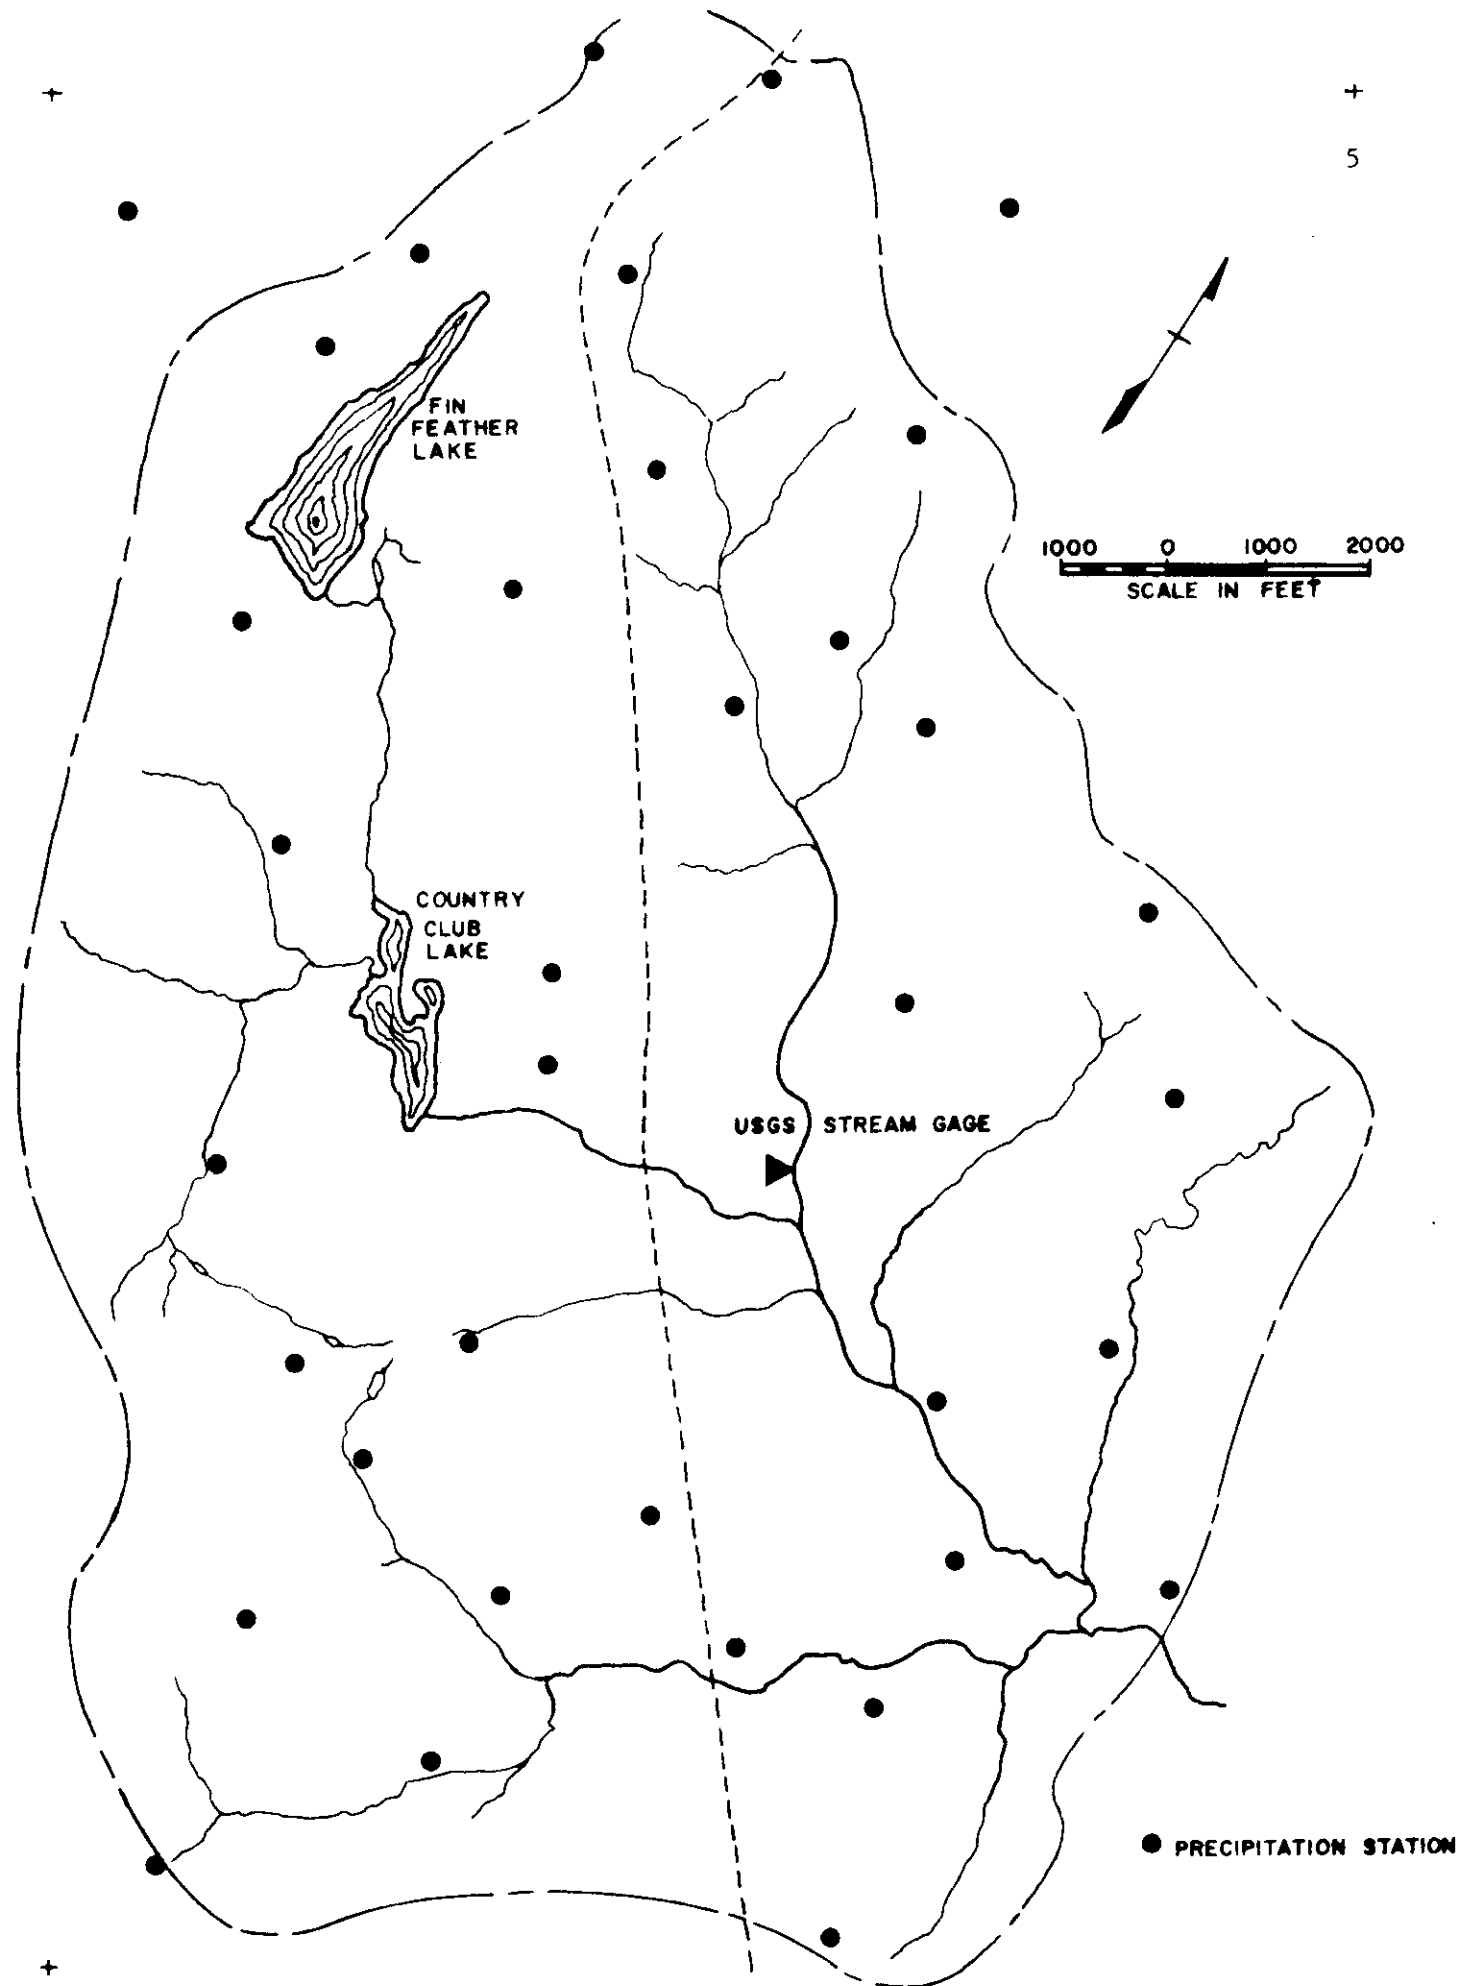 5
FIN
FEATHER
LAKE
1000 0 1000 2000
SCALE IN FEET
COUNTRY
CLUB
LAKE
USGS STREAM GAGE
PRECIPITATION STATION